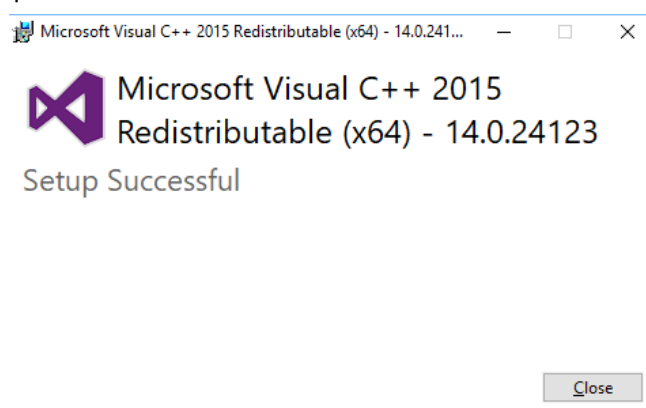 Microsoft Visual C++ 2015 Redistributable (x64) - 14.0.241...
Microsoft Visual C++ 2015
Redistributable (x64) - 14.0.24123
Setup Successful
Close